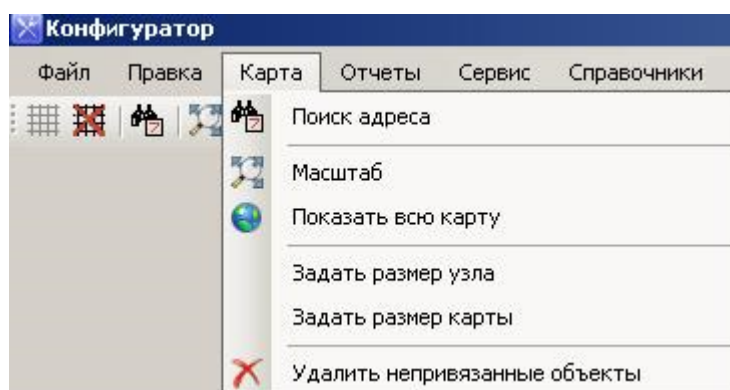 Конфигуратор
Файл Правка Карта Отчеты Сервис Справочники
Поиск адреса
Масштаб
Показать всю карту
Задать размер узла
Задать размер карты
Удалить непривязанные объекты